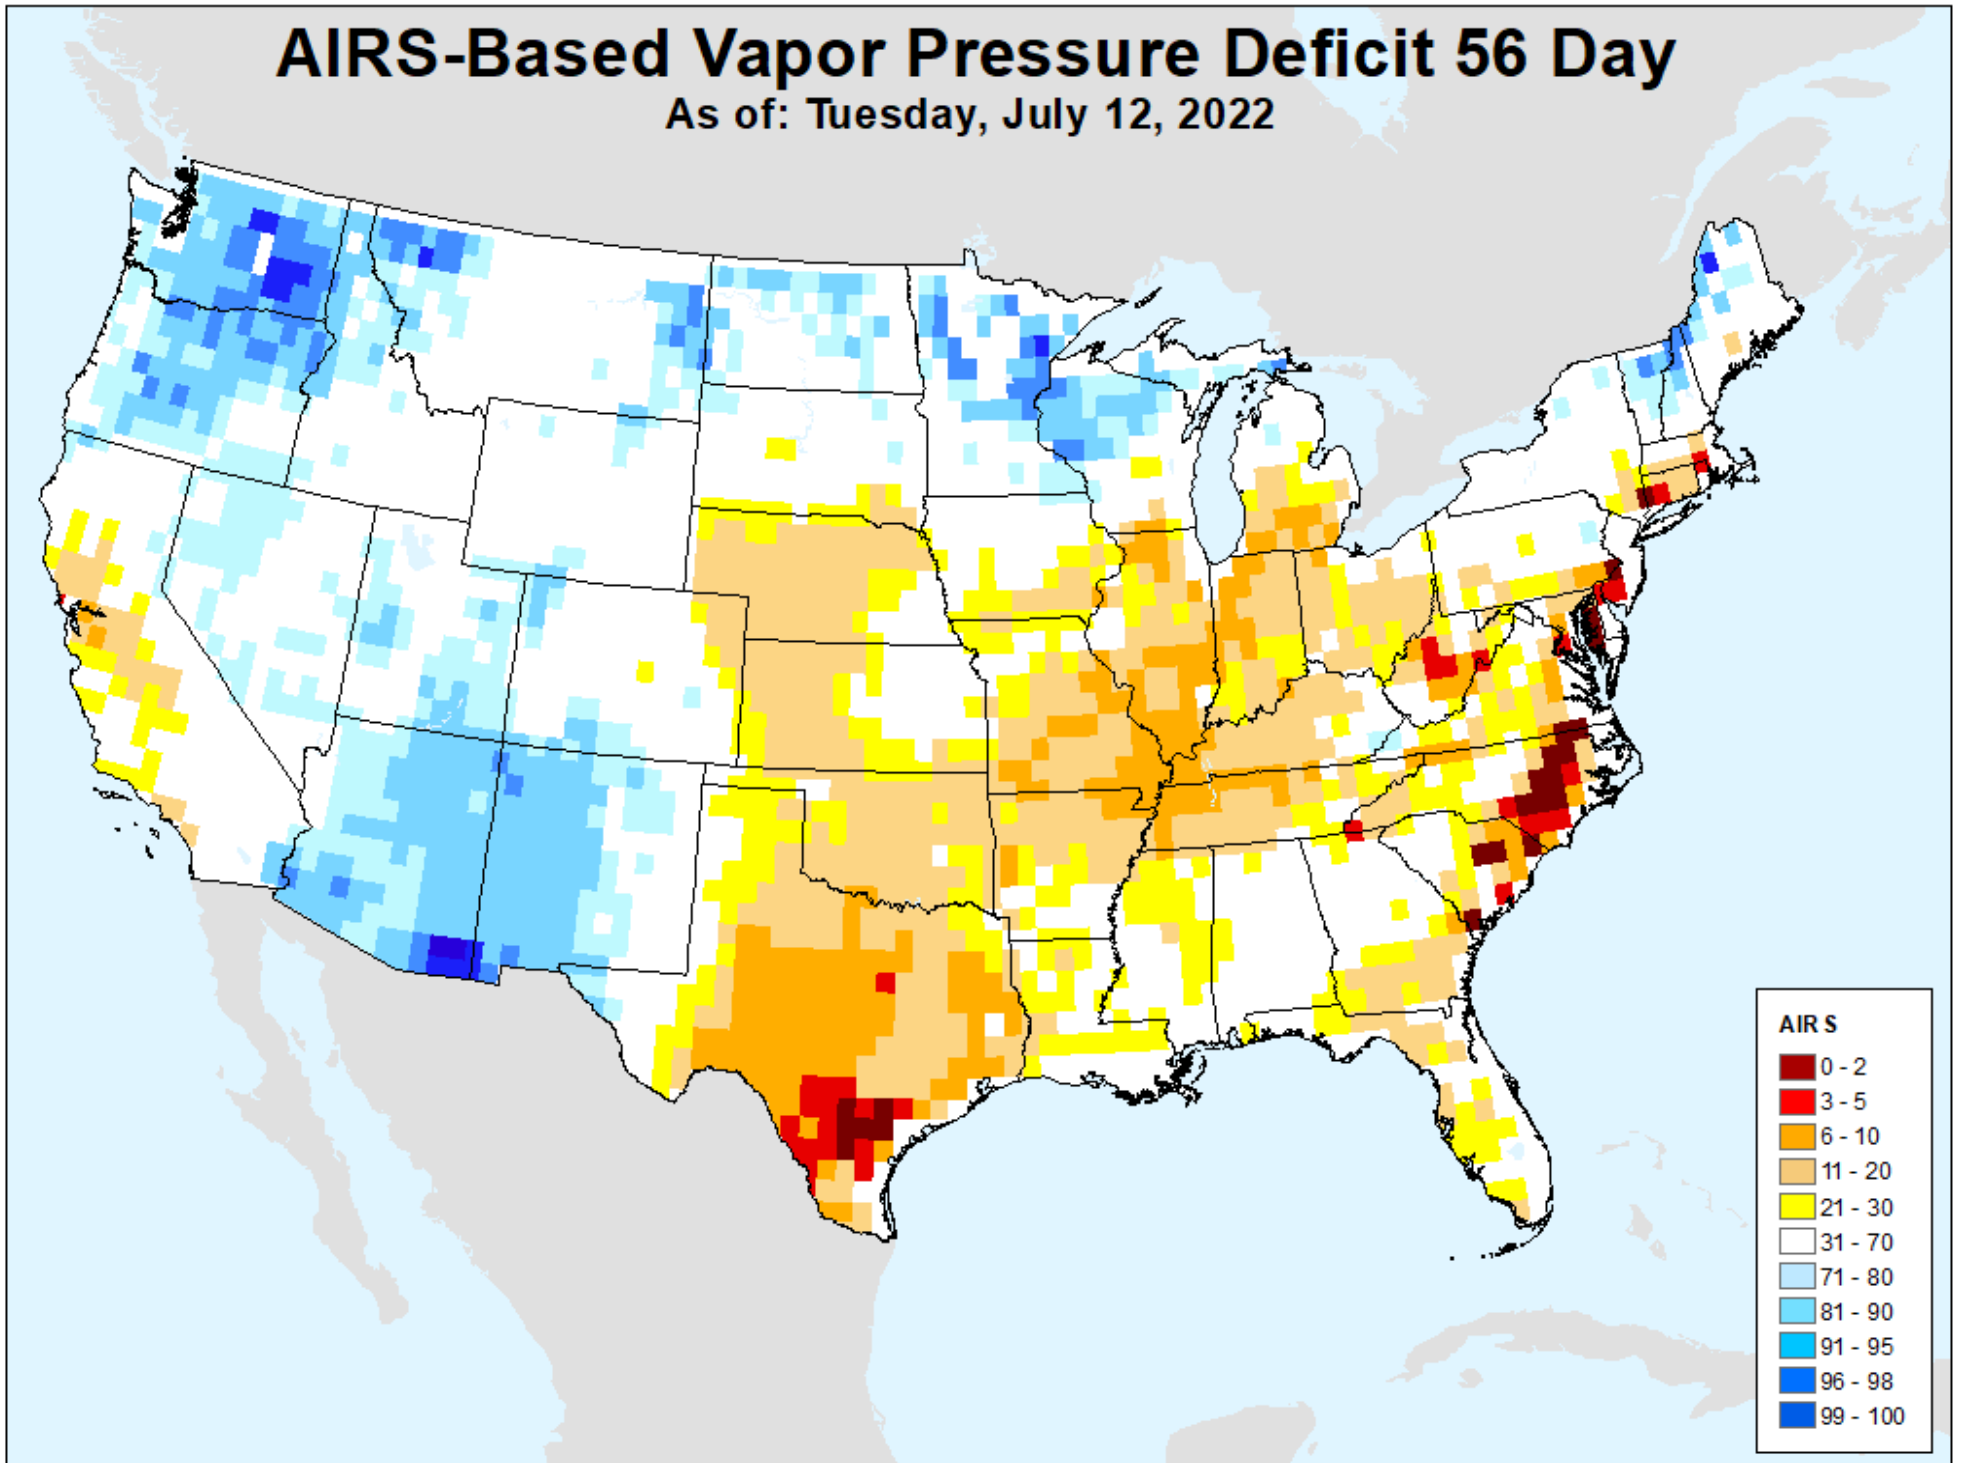 AIRS-Based Vapor Pressure Deficit 56 Day
As of: Tuesday, July 12, 2022
AIRS
0 - 2
3 - 5
6 - 10
11 - 20
21 - 30
31 - 70
71 - 80
81 - 90
91 - 95
96 - 98
99 - 100